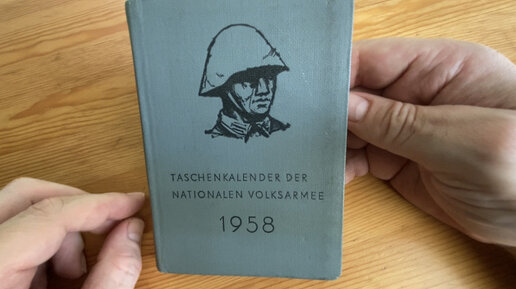 TASCHENKALENDER DER
NATIONALEN VOLKSARMEE
1958